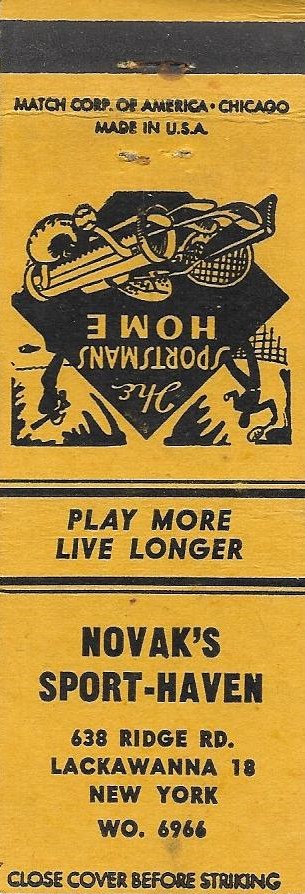 MATCH CORP. OF AMERICA • CHICAGO
MADE IN U.S.A.
The
SPORTSMANS
HOME
PLAY MORE
LIVE LONGER
NOVAK'S
SPORT-HAVEN
638 RIDGE RD.
LACKAWANNA 18
NEW YORK
WO. 6966
CLOSE COVER BEFORE STRIKING